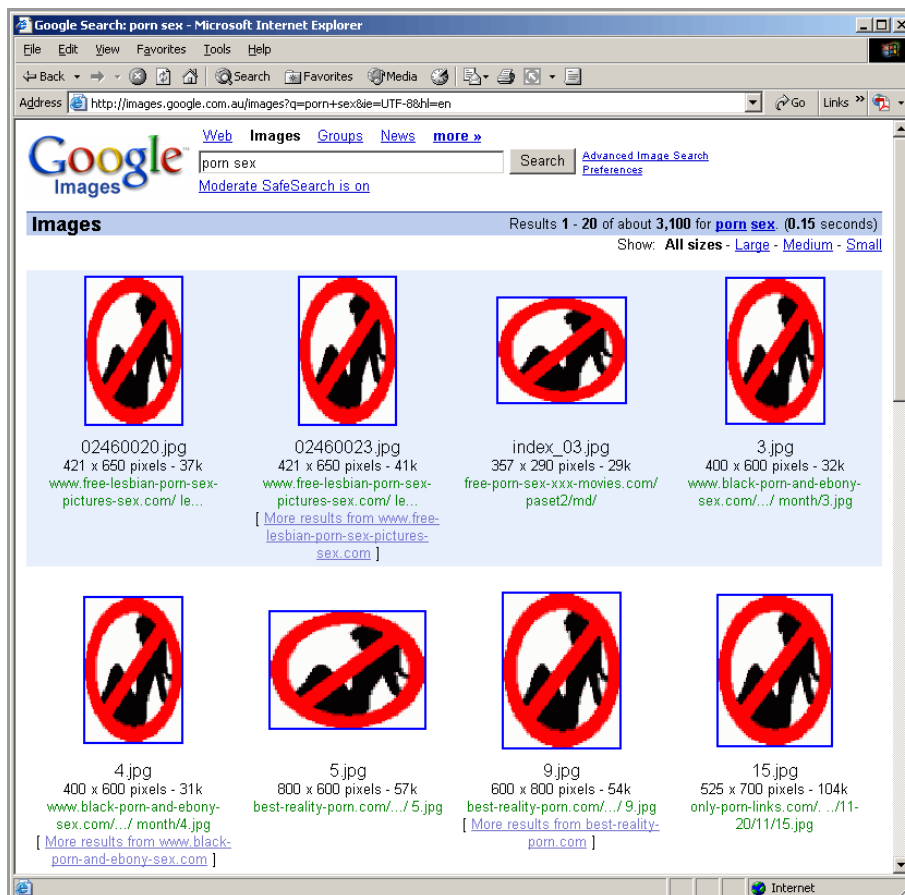 Google Search: porn sex - Microsoft Internet Explorer
File Edit View Favorites Tools Help
Back Search Favorites Media
Address http://images.google.com.au/images?q=porn+sex&ie=UTF-8&hl=en Go Links »
Web Images Groups News more »
Google™
Images
porn sex Search Advanced Image Search
Preferences
Moderate SafeSearch is on
Images Results 1 - 20 of about 3,100 for porn sex. (0.15 seconds)
Show: All sizes - Large - Medium - Small
02460020.jpg
421 x 650 pixels - 37k
www.free-lesbian-porn-sex-
pictures-sex.com/ le...
02460023.jpg
421 x 650 pixels - 41k
www.free-lesbian-porn-sex-
pictures-sex.com/ le...
[ More results from www.free-
lesbian-porn-sex-pictures-
sex.com ]
index_03.jpg
357 x 290 pixels - 29k
free-porn-sex-xxx-movies.com/
paset2/md/
3.jpg
400 x 600 pixels - 32k
www.black-porn-and-ebony-
sex.com/.../ month/3.jpg
4.jpg
400 x 600 pixels - 31k
www.black-porn-and-ebony-
sex.com/.../ month/4.jpg
[ More results from www.black-
porn-and-ebony-sex.com ]
5.jpg
800 x 600 pixels - 57k
best-reality-porn.com/.../ 5.jpg
9.jpg
600 x 800 pixels - 54k
best-reality-porn.com/.../ 9.jpg
[ More results from best-reality-
porn.com ]
15.jpg
525 x 700 pixels - 104k
only-porn-links.com/. ../11-
20/11/15.jpg
Internet